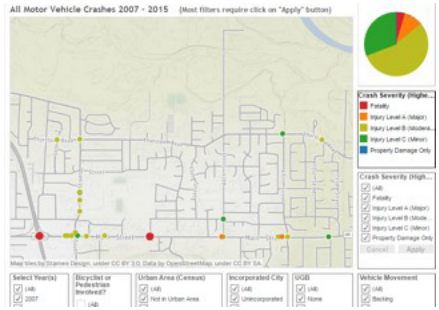 All Motor Vehicle Crashes 2007 - 2015 (Most filters require click on "Apply" button)
Crash Severity (Highe...
Fatality
Injury Level A (Major)
Injury Level B (Modera...
Injury Level C (Minor)
Property Damage Only
Crash Severity (High...
(All)
Fatality
Injury Level A (Major)
Injury Level B (Mode...
Injury Level C (Minor)
Property Damage Only
Cancel Apply
Map tiles by Stamen Design, under CC BY 3.0. Data by OpenStreetMap, under CC BY SA.
Select Year(s)
(All)
2007
Bicyclist or
Pedestrian
Involved?
(All)
Urban Area (Census)
(All)
Not in Urban Area
Incorporated City
(All)
Unincorporated
UGB
(All)
None
Vehicle Movement
(All)
Backing